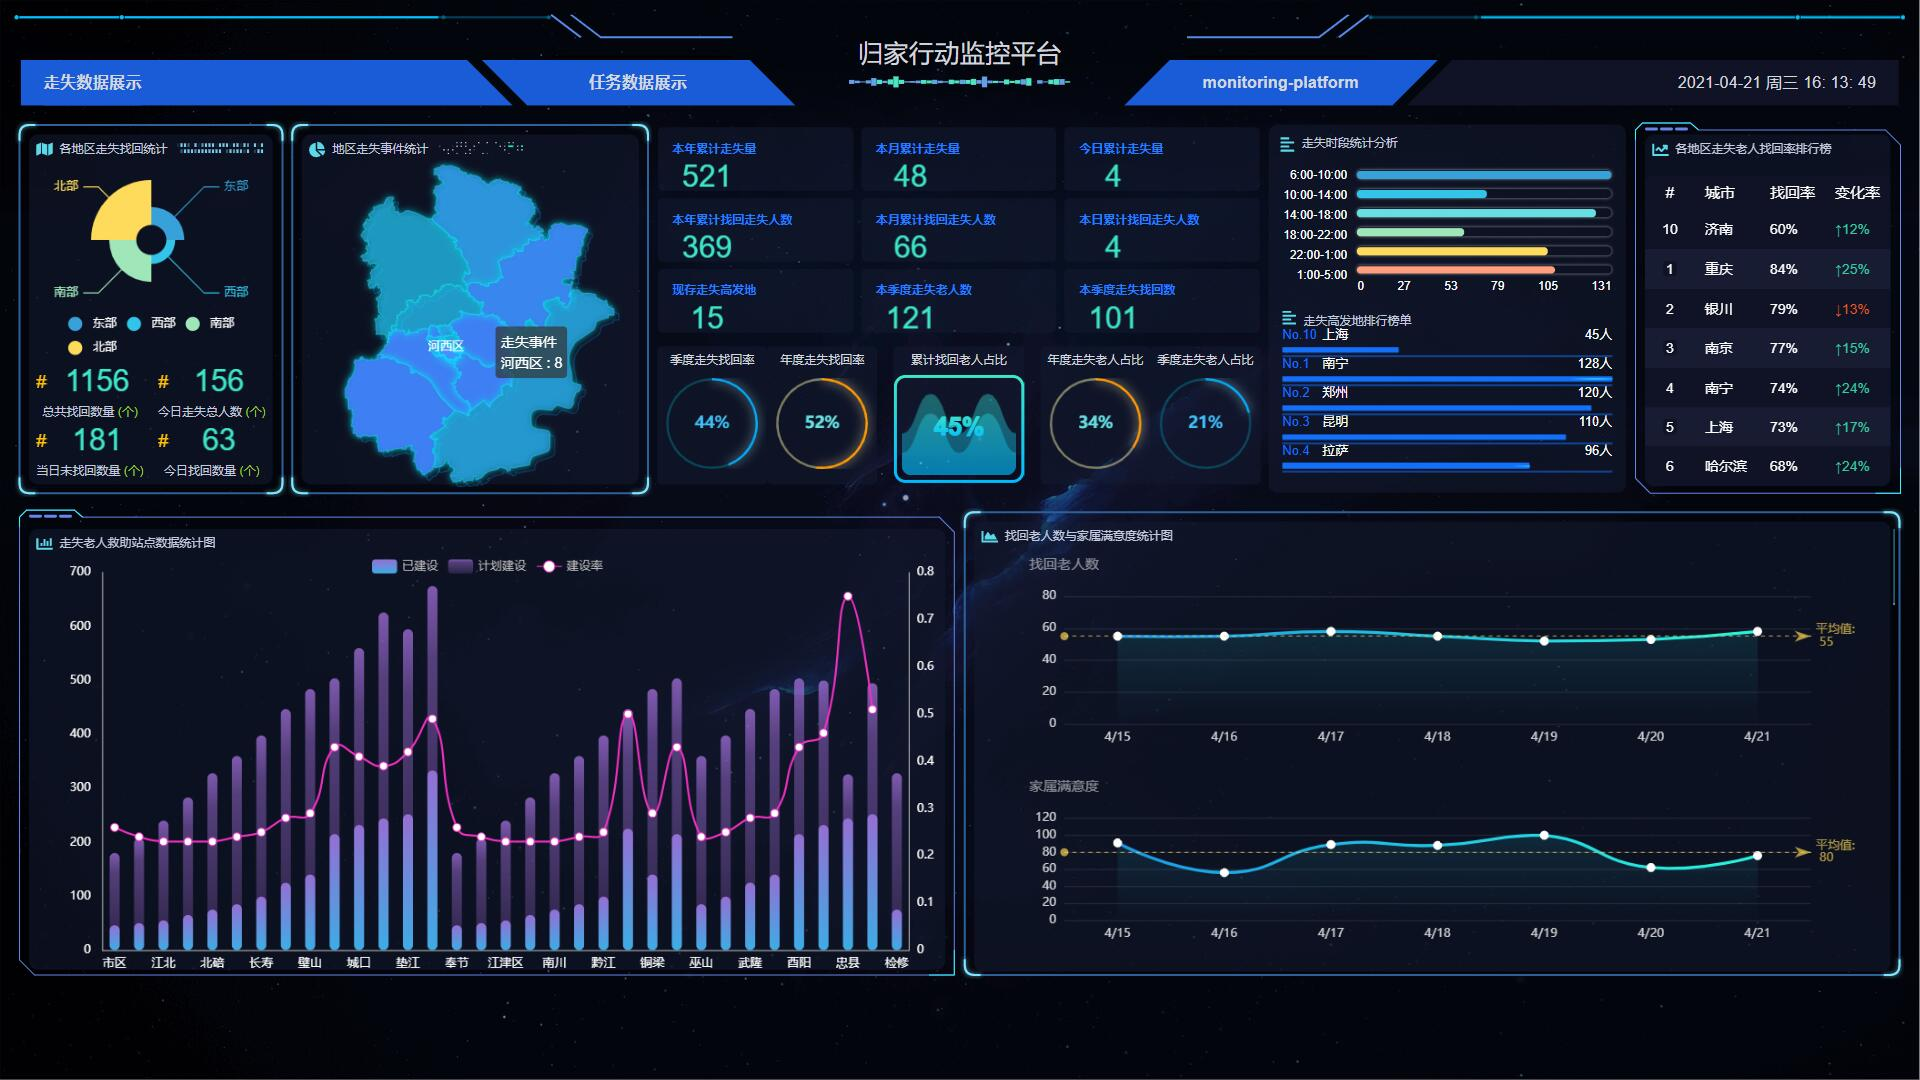 归家行动监控平台
走失数据展示
任务数据展示
monitoring-platform
2021-04-21 周三 16: 13: 49
各地区走失找回统计
北部
东部
南部
西部
东部 西部 南部
北部
# 1156 # 156
总共找回数量 (个) 今日走失总人数 (个)
# 181 # 63
当日未找回数量 (个) 今日找回数量 (个)
地区走失事件统计
河西区
走失事件
河西区 : 8
本年累计走失量 本月累计走失量 今日累计走失量
521 48 4
本年累计找回走失人数 本月累计找回走失人数 本日累计找回走失人数
369 66 4
现存走失高发地 本季度走失老人数 本季度走失找回数
15 121 101
季度走失找回率 年度走失找回率 累计找回老人占比 年度走失老人占比 季度走失老人占比
44% 52% 45% 34% 21%
走失时段统计分析
6:00-10:00
10:00-14:00
14:00-18:00
18:00-22:00
22:00-1:00
1:00-5:00
0 27 53 79 105 131
走失高发地排行榜单
No.10 上海 45人
No.1 南宁 128人
No.2 郑州 120人
No.3 昆明 110人
No.4 拉萨 96人
各地区走失老人找回率排行榜
# 城市 找回率 变化率
10 济南 60% ↑12%
1 重庆 84% ↑25%
2 银川 79% ↓13%
3 南京 77% ↑15%
4 南宁 74% ↑24%
5 上海 73% ↑17%
6 哈尔滨 68% ↑24%
走失老人救助站点数据统计图
已建设 计划建设 建设率
700 0.8
600 0.7
500 0.6
400 0.5
300 0.4
200 0.3
100 0.2
0 0.1
0
市区 江北 北碚 长寿 璧山 城口 垫江 奉节 江津区 南川 黔江 铜梁 巫山 武隆 酉阳 忠县 检修
找回老人数与家属满意度统计图
找回老人数
80
60
40
20
0
平均值:
55
4/15 4/16 4/17 4/18 4/19 4/20 4/21
家属满意度
120
100
80
60
40
20
0
平均值:
80
4/15 4/16 4/17 4/18 4/19 4/20 4/21